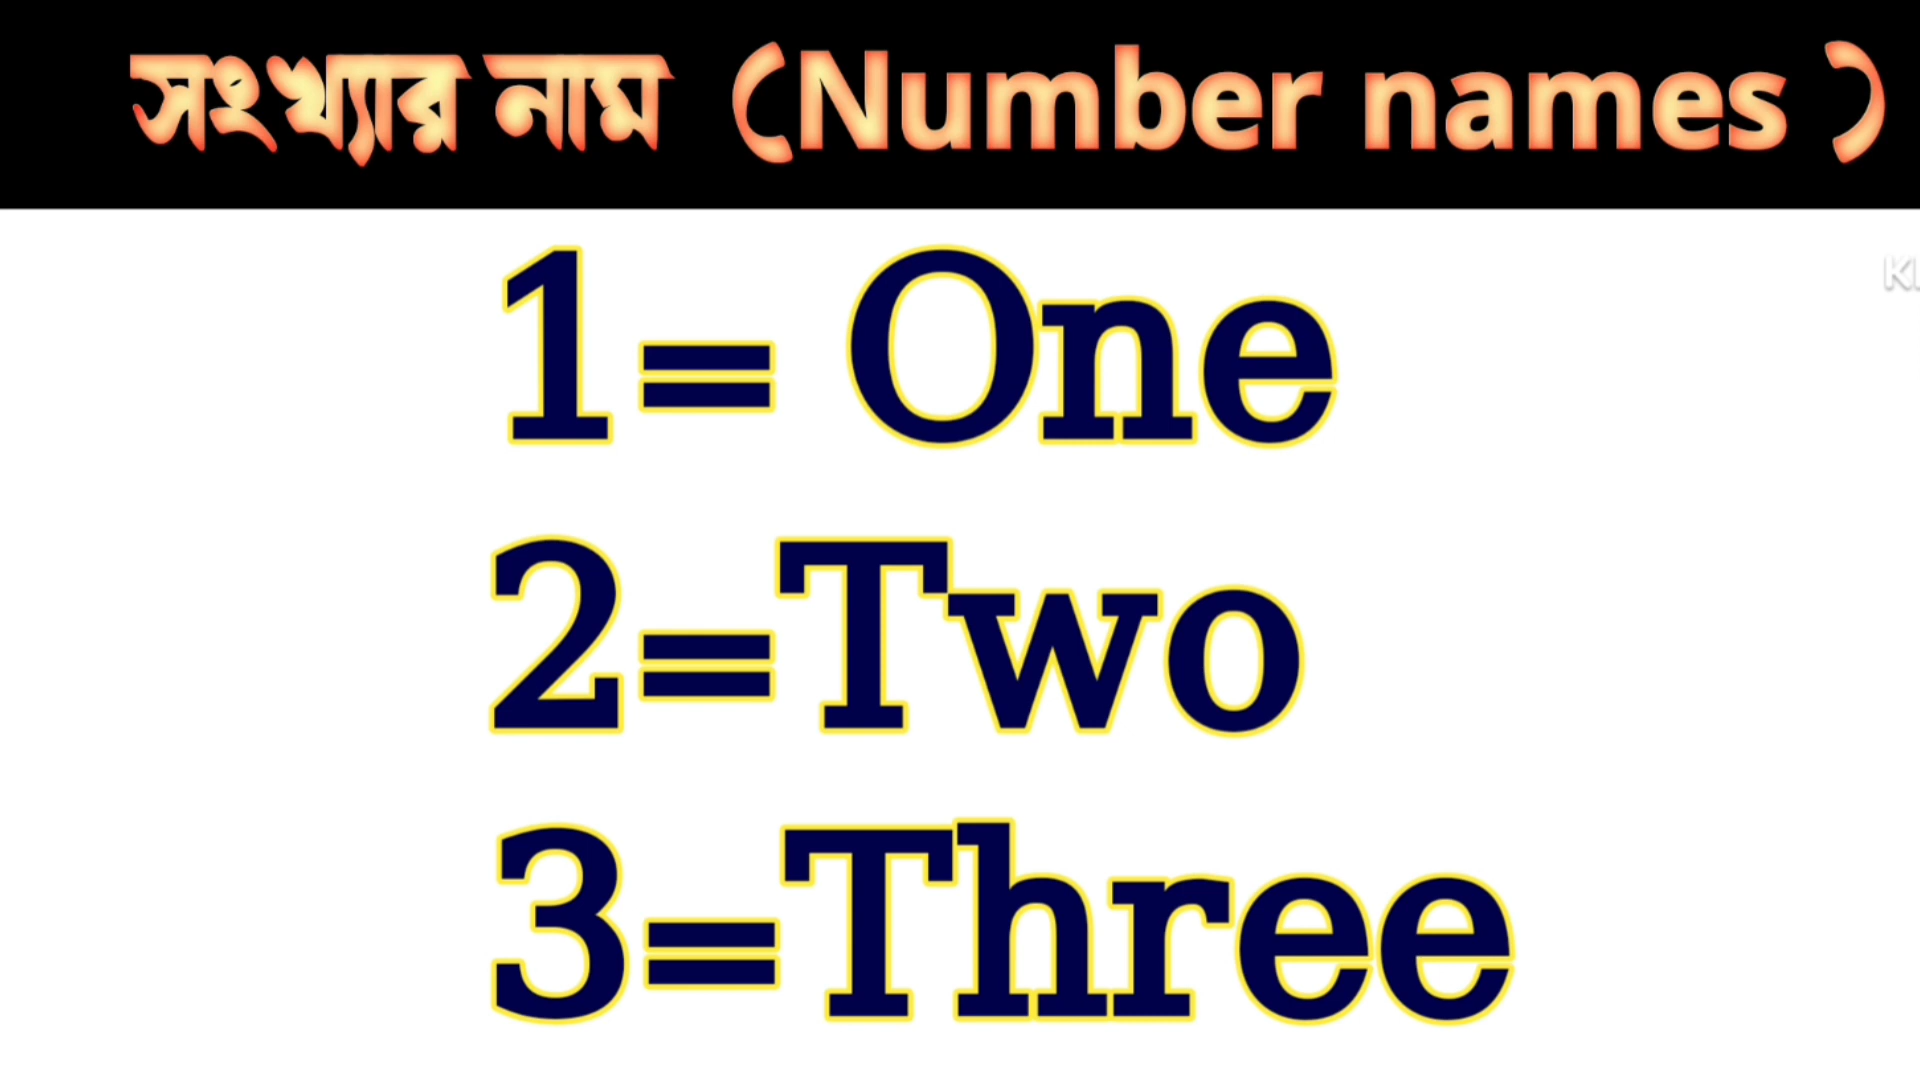 সংখ্যার নাম (Number names )
1= One
2=Two
3=Three